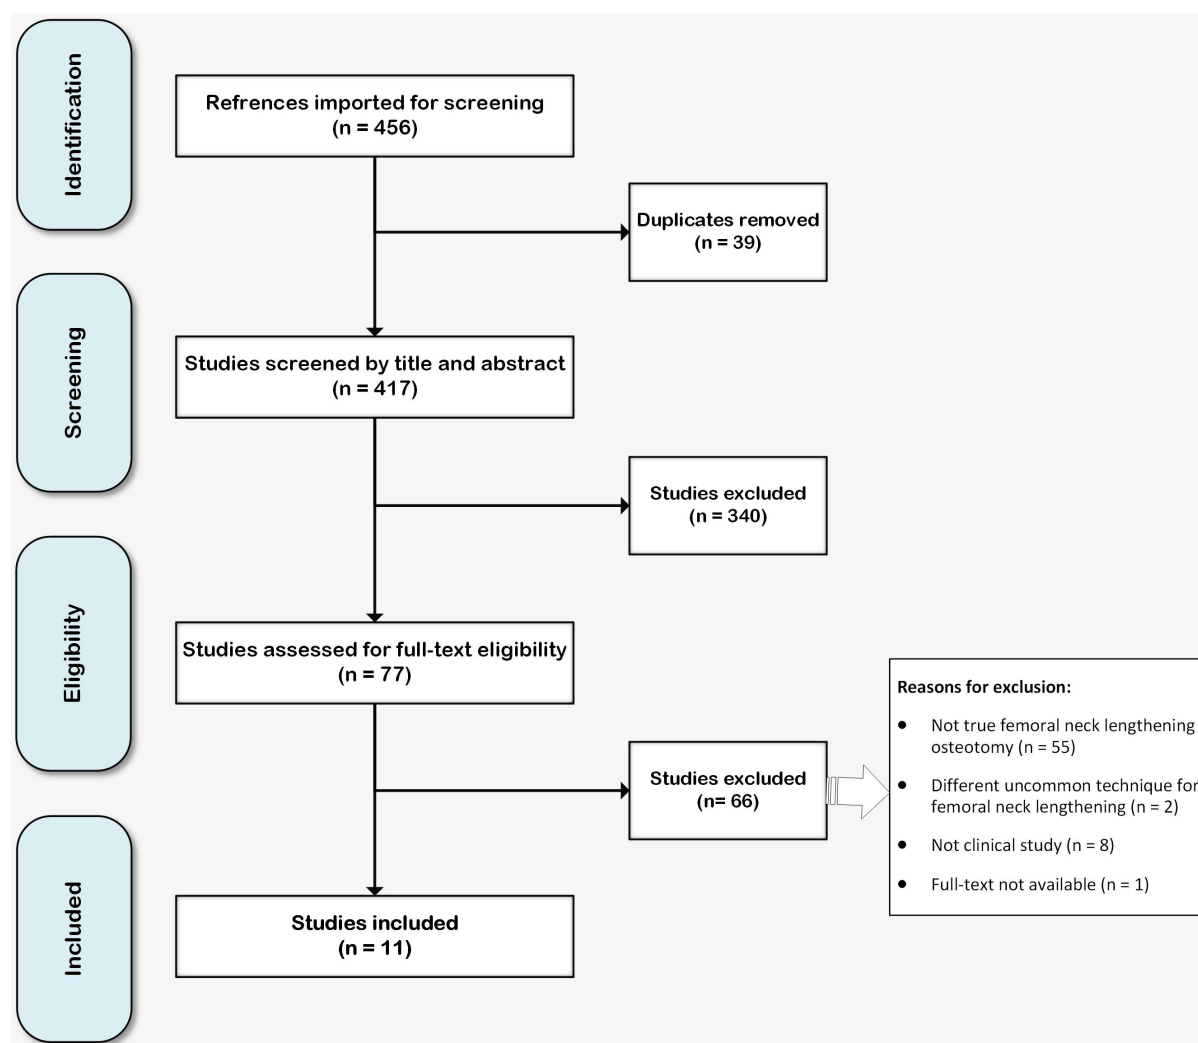 Identification
Refrences imported for screening
(n = 456)
Duplicates removed
(n = 39)
Screening
Studies screened by title and abstract
(n = 417)
Studies excluded
(n = 340)
Eligibility
Studies assessed for full-text eligibility
(n = 77)
Studies excluded
(n= 66)
Reasons for exclusion:
● Not true femoral neck lengthening
osteotomy (n = 55)
● Different uncommon technique for
femoral neck lengthening (n = 2)
● Not clinical study (n = 8)
● Full-text not available (n = 1)
Included
Studies included
(n = 11)